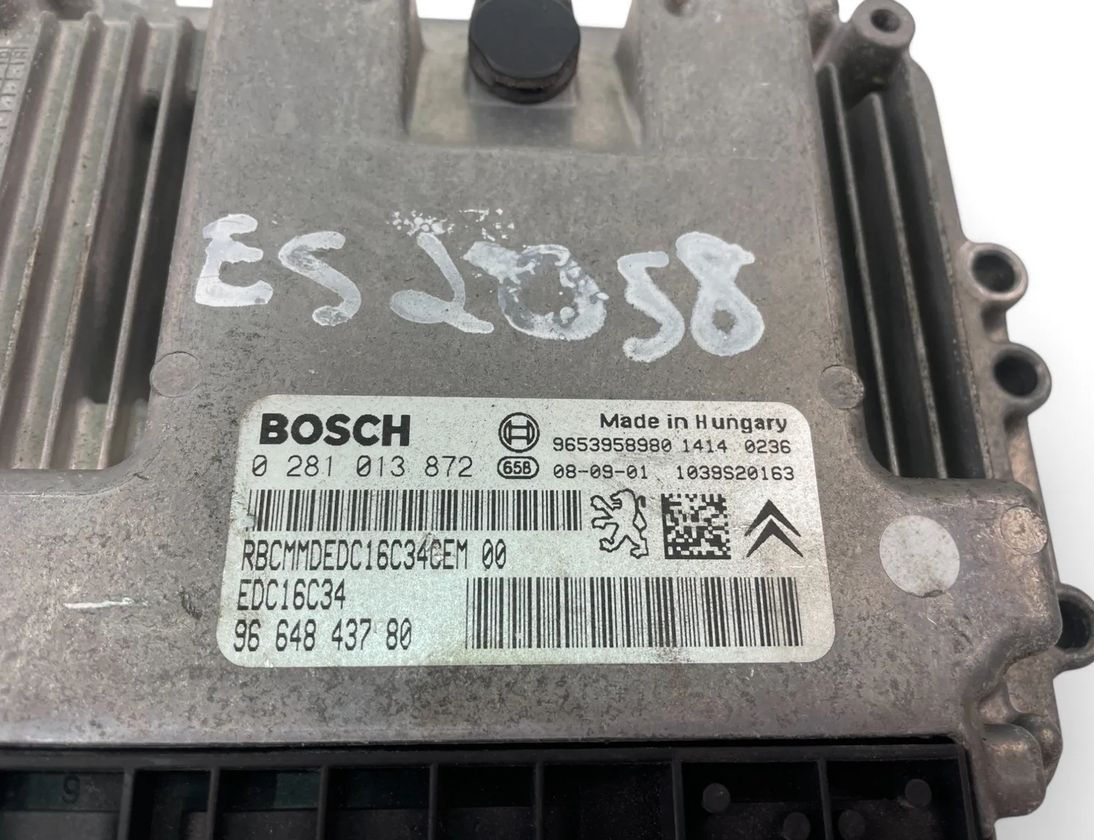 ES2058
BOSCH
Made in Hungary
9653958980 1414 0236
0 281 013 872
658
08-09-01 1039S20163
RBCMMDEDC16C34CEM 00
EDC16C34
96 648 437 80
9